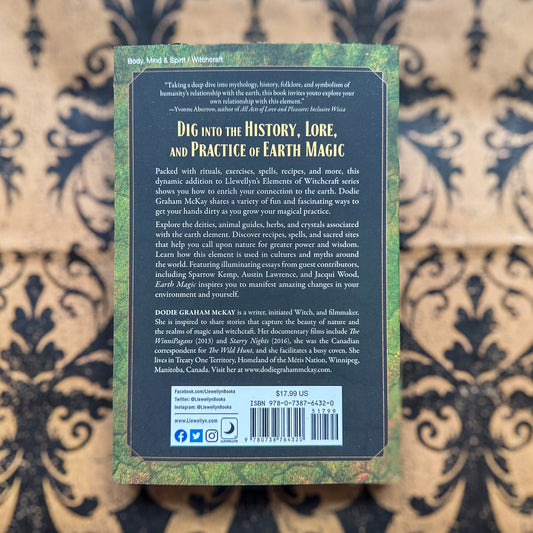 Body, Mind & Spirit / Witchcraft
"Taking a deep dive into mythology, history, folklore, and symbolism of
humanity's relationship with the earth, this book invites youto explore your
own relationship with this element."
—Yvonne Aburrow, author of All Acts of Love and Pleasure: Inclusive Wicca
Dig into the History, Lore,
and Practice of Earth Magic
Packed with rituals, exercises, spells, recipes, and more, this
dynamic addition to Llewellyn's Elements of Witchcraft series
shows you how to enrich your connection to the earth. Dodie
Graham McKay shares a variety of fun and fascinating ways to
get your hands dirty as you grow your magical practice.
Explore the deities, animal guides, herbs, and crystals associated
with the earth element. Discover recipes, spells, and sacred sites
that help you call upon nature for greater power and wisdom.
Learn how this element is used in cultures and myths around
the world. Featuring illuminating essays from guest contributors,
including Sparrow Kemp, Austin Lawrence, and Jacqui Wood,
Earth Magic inspires you to manifest amazing changes in your
environment and yourself.
DODIE GRAHAM McKAY is a writer, initiated Witch, and filmmaker.
She is inspired to share stories that capture the beauty of nature and
the realms of magic and witchcraft. Her documentary films include The
WinniPagans (2013) and Starry Nights (2016), she was the Canadian
correspondent for The Wild Hunt, and she facilitates a busy coven. She
lives in Treaty One Territory, Homeland of the Métis Nation, Winnipeg,
Manitoba, Canada. Visit her at www.dodiegrahammckay.com.
Facebook.com/LlewellynBooks
Twitter: @LlewellynBooks
Instagram: @LlewellynBooks
www.Llewellyn.com
LLEWELLYN
$17.99 US
ISBN 978-0-7387-6432-0
51799
9 780738 764320